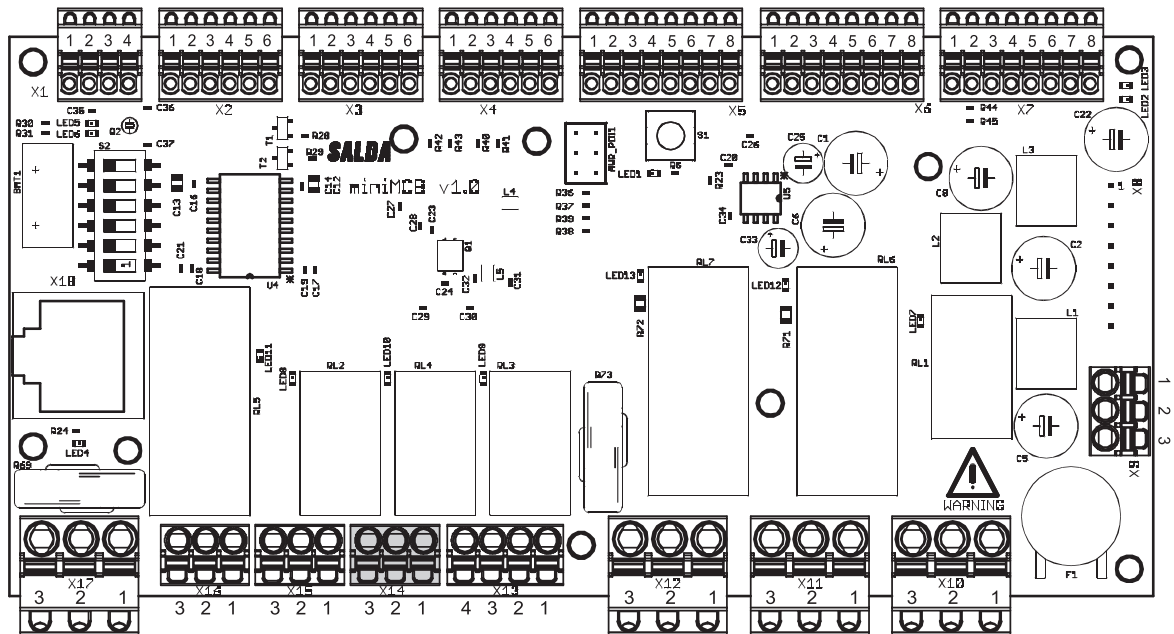 1 2 3 4
1 2 3 4 5 6
1 2 3 4 5 6
1 2 3 4 5 6
1 2 3 4 5 6 7 8
1 2 3 4 5 6 7 8
1 2 3 4 5 6 7 8
X1
X2
X3
X4
X5
X6
X7
LED3
LED2
C35
C36
R30
LED5
R31
LED6
Q2
C37
S2
T1
R28
T2
R29
SALDA
miniMCB v1.0
R42
R43
R40
R41
AVR_PDI1
S1
R6
LED1
C26
C20
R23
C25
C1
R44
R45
C22
L3
BMT1
C13
C16
C14
C12
C27
C28
C23
L4
R36
R37
R39
R38
C34
U5
C6
C33
C8
L2
C2
1
X8
Q1
L5
C21
C18
U4
C19
C17
C24
C32
C31
C29
C30
1
X18
LED13
RL7
LED12
RL6
R72
R71
LED7
RL1
L1
LED11
LED8
RL2
LED10
RL4
LED9
RL3
R73
RL5
1
2
3
X9
C5
R24
LED4
R69
WARNING
F1
X17
3 2 1
X16
3 2 1
X15
3 2 1
X14
3 2 1
X13
4 3 2 1
X12
3 2 1
X11
3 2 1
X10
3 2 1